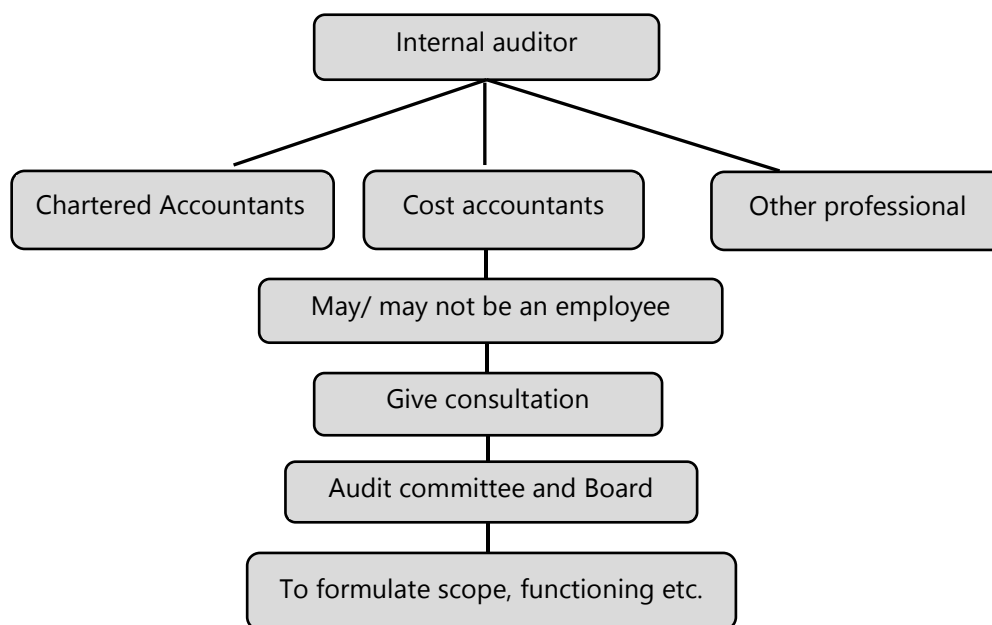 Internal auditor
Chartered Accountants
Cost accountants
Other professional
May/ may not be an employee
Give consultation
Audit committee and Board
To formulate scope, functioning etc.